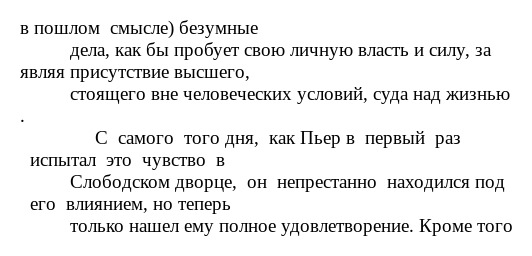 в пошлом смысле) безумные
дела, как бы пробует свою личную власть и силу, за
являя присутствие высшего,
стоящего вне человеческих условий, суда над жизнью
.
С самого того дня, как Пьер в первый раз
испытал это чувство в
Слободском дворце, он непрестанно находился под
его влиянием, но теперь
только нашел ему полное удовлетворение. Кроме того